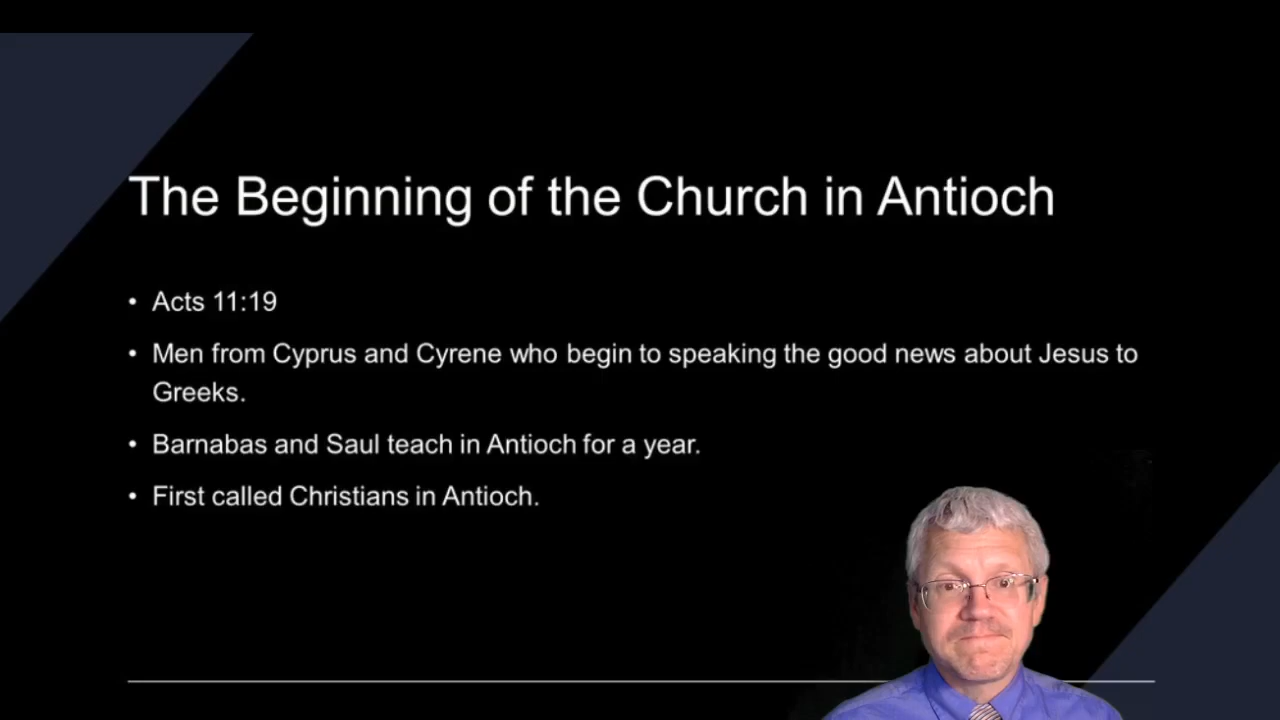 The Beginning of the Church in Antioch
• Acts 11:19
• Men from Cyprus and Cyrene who begin to speaking the good news about Jesus to
Greeks.
• Barnabas and Saul teach in Antioch for a year.
• First called Christians in Antioch.